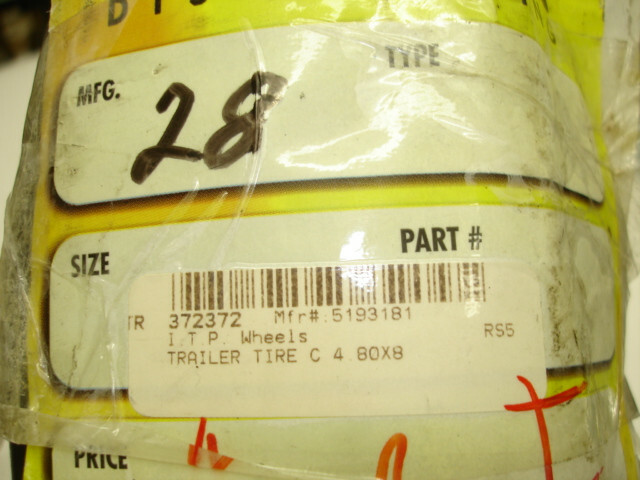 MFG.
TYPE
28
SIZE
PART #
TR 372372 Mfr#:5193181
I.T.P. Wheels
RS5
TRAILER TIRE C 4.80X8
PRICE